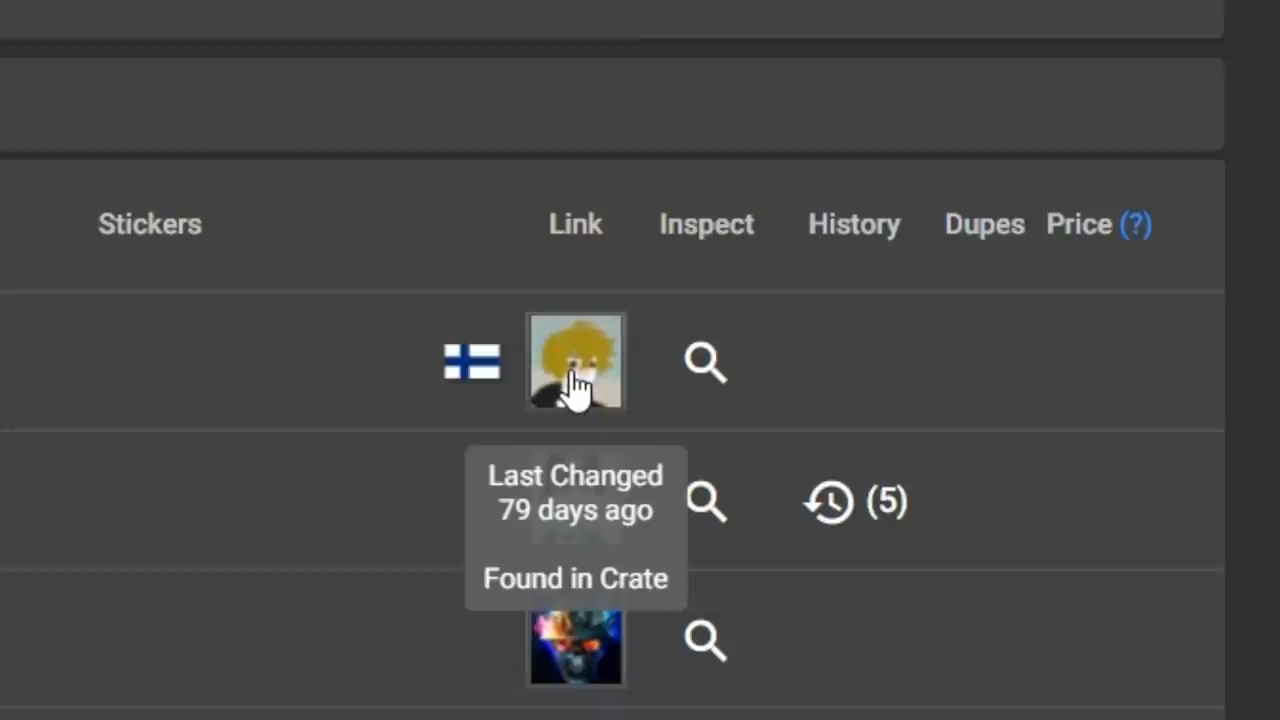 Stickers Link Inspect History Dupes Price (?)
Last Changed
79 days ago
(5)
Found in Crate